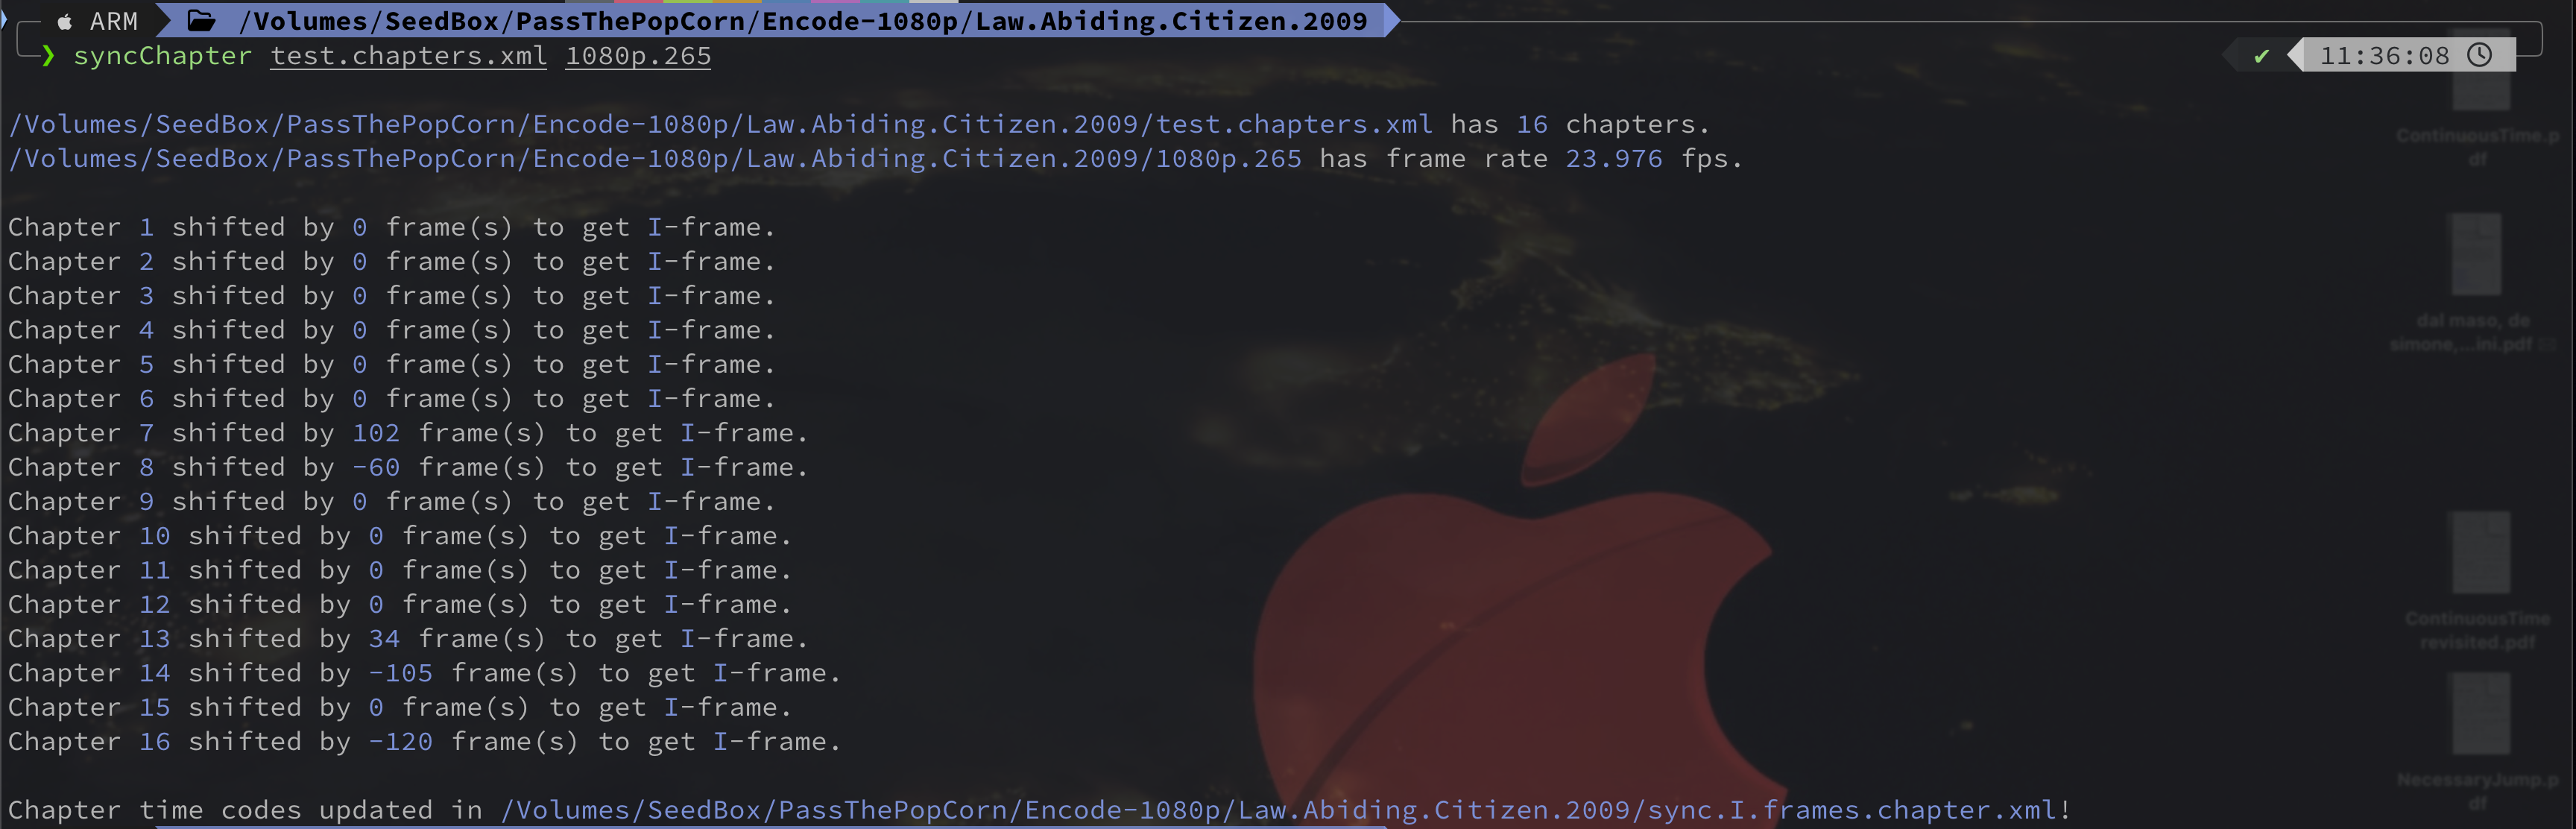 ARM /Volumes/SeedBox/PassThePopCorn/Encode-1080p/Law.Abiding.Citizen.2009
❯ syncChapter test.chapters.xml 1080p.265
✔ 11:36:08
/Volumes/SeedBox/PassThePopCorn/Encode-1080p/Law.Abiding.Citizen.2009/test.chapters.xml has 16 chapters.
/Volumes/SeedBox/PassThePopCorn/Encode-1080p/Law.Abiding.Citizen.2009/1080p.265 has frame rate 23.976 fps.
Chapter 1 shifted by 0 frame(s) to get I-frame.
Chapter 2 shifted by 0 frame(s) to get I-frame.
Chapter 3 shifted by 0 frame(s) to get I-frame.
Chapter 4 shifted by 0 frame(s) to get I-frame.
Chapter 5 shifted by 0 frame(s) to get I-frame.
Chapter 6 shifted by 0 frame(s) to get I-frame.
Chapter 7 shifted by 102 frame(s) to get I-frame.
Chapter 8 shifted by -60 frame(s) to get I-frame.
Chapter 9 shifted by 0 frame(s) to get I-frame.
Chapter 10 shifted by 0 frame(s) to get I-frame.
Chapter 11 shifted by 0 frame(s) to get I-frame.
Chapter 12 shifted by 0 frame(s) to get I-frame.
Chapter 13 shifted by 34 frame(s) to get I-frame.
Chapter 14 shifted by -105 frame(s) to get I-frame.
Chapter 15 shifted by 0 frame(s) to get I-frame.
Chapter 16 shifted by -120 frame(s) to get I-frame.
Chapter time codes updated in /Volumes/SeedBox/PassThePopCorn/Encode-1080p/Law.Abiding.Citizen.2009/sync.I.frames.chapter.xml!
ContinuousTime.p
df
dal maso, de
simone,...ini.pdf
ContinuousTime
revisited.pdf
NecessaryJump.p
df